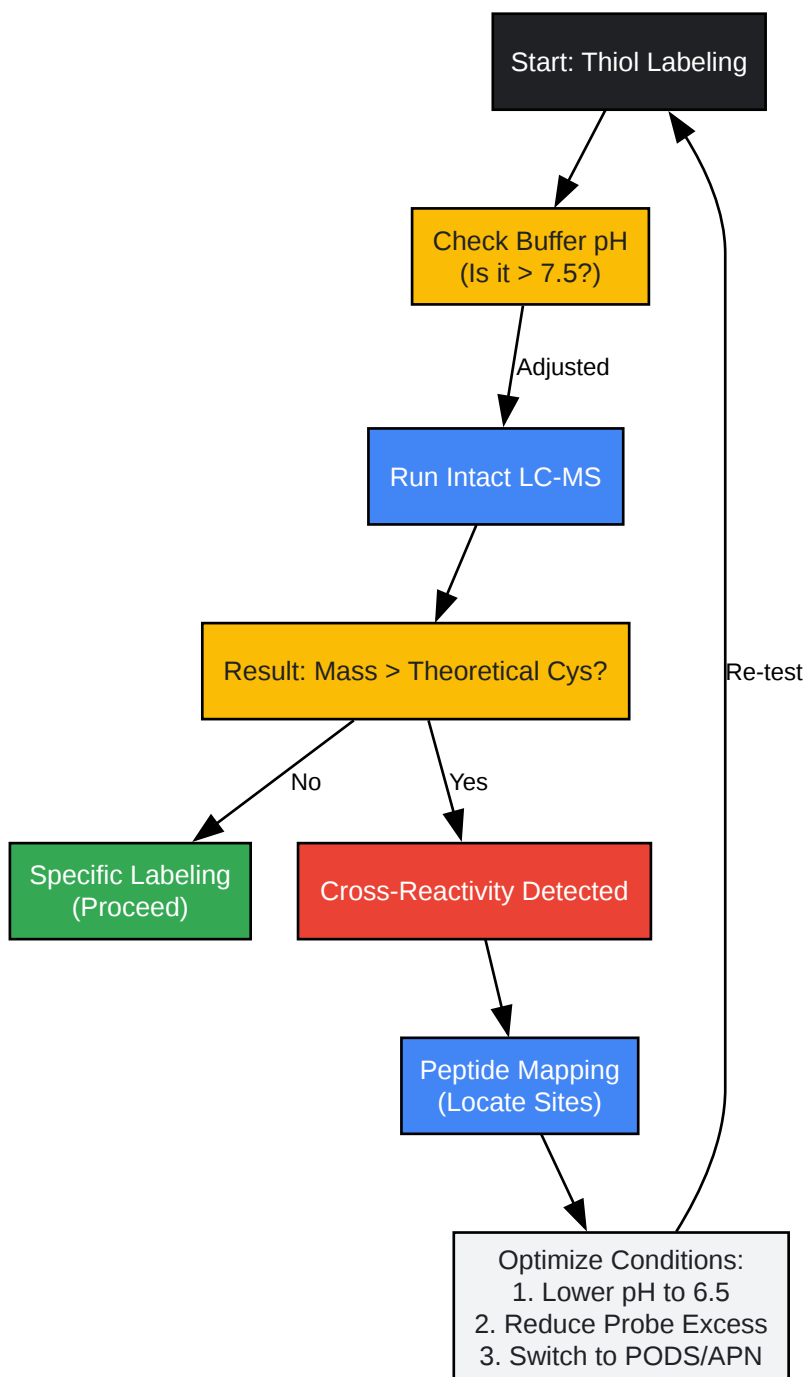 Start: Thiol Labeling
Check Buffer pH
(Is it > 7.5?)
Adjusted
Run Intact LC-MS
Result: Mass > Theoretical Cys?
Re-test
No
Yes
Specific Labeling
(Proceed)
Cross-Reactivity Detected
Peptide Mapping
(Locate Sites)
Optimize Conditions:
1. Lower pH to 6.5
2. Reduce Probe Excess
3. Switch to PODS/APN